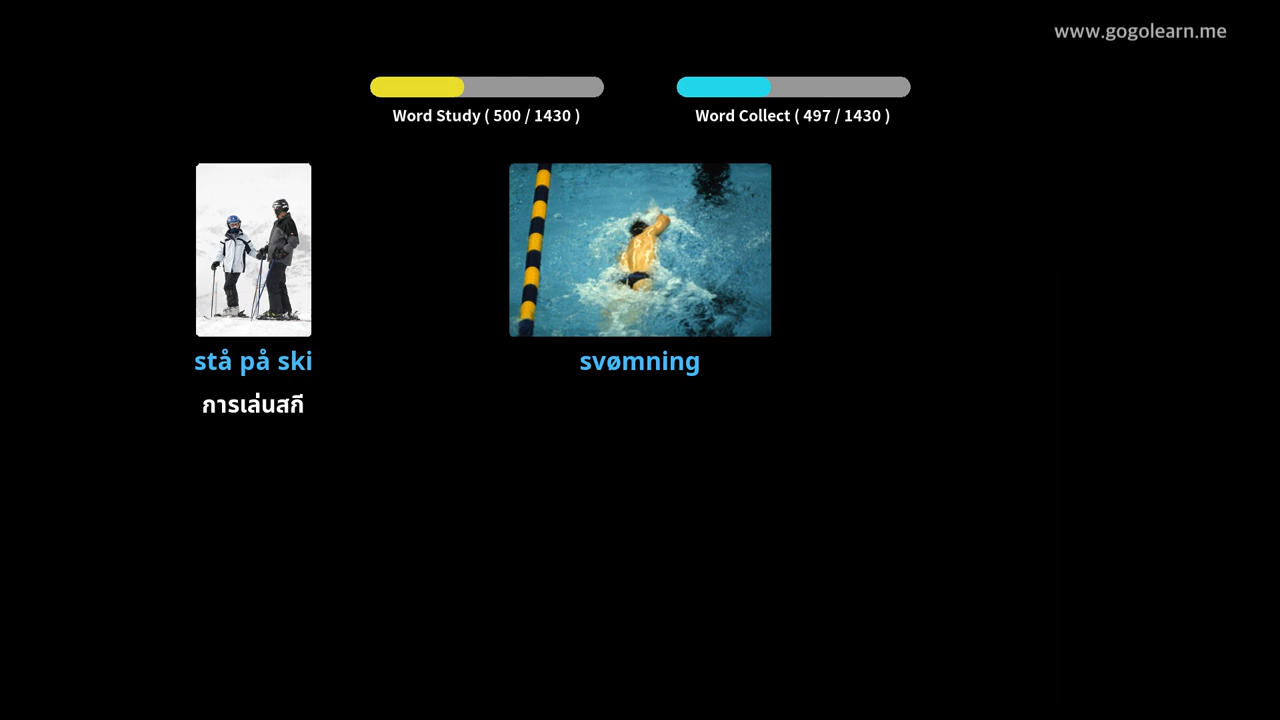 www.gogolearn.me
Word Study ( 500 / 1430 )
Word Collect ( 497 / 1430 )
stå på ski
svømning
การเล่นสกี